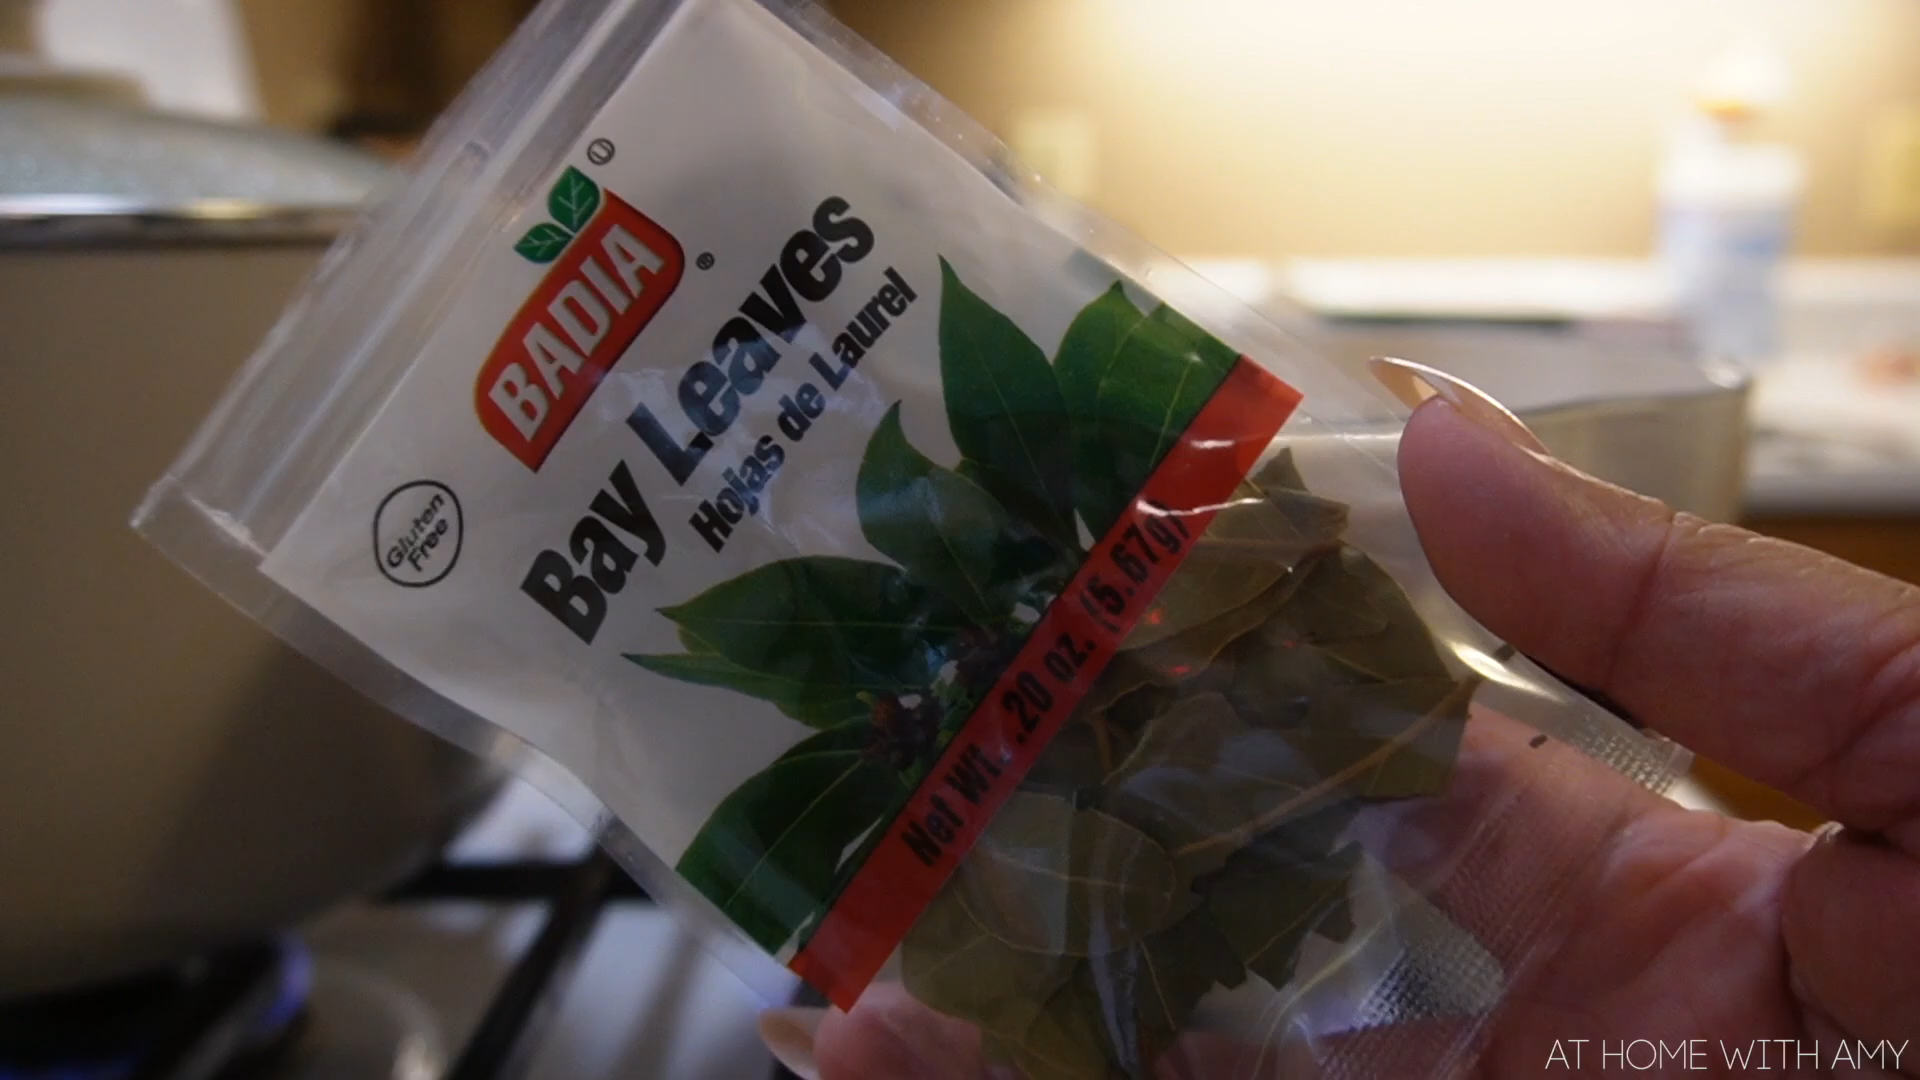 U
BADIA®
Bay Leaves
Hojas de Laurel
Gluten
Free
Net Wt. .20 oz. (5.67g)
AT HOME WITH AMY